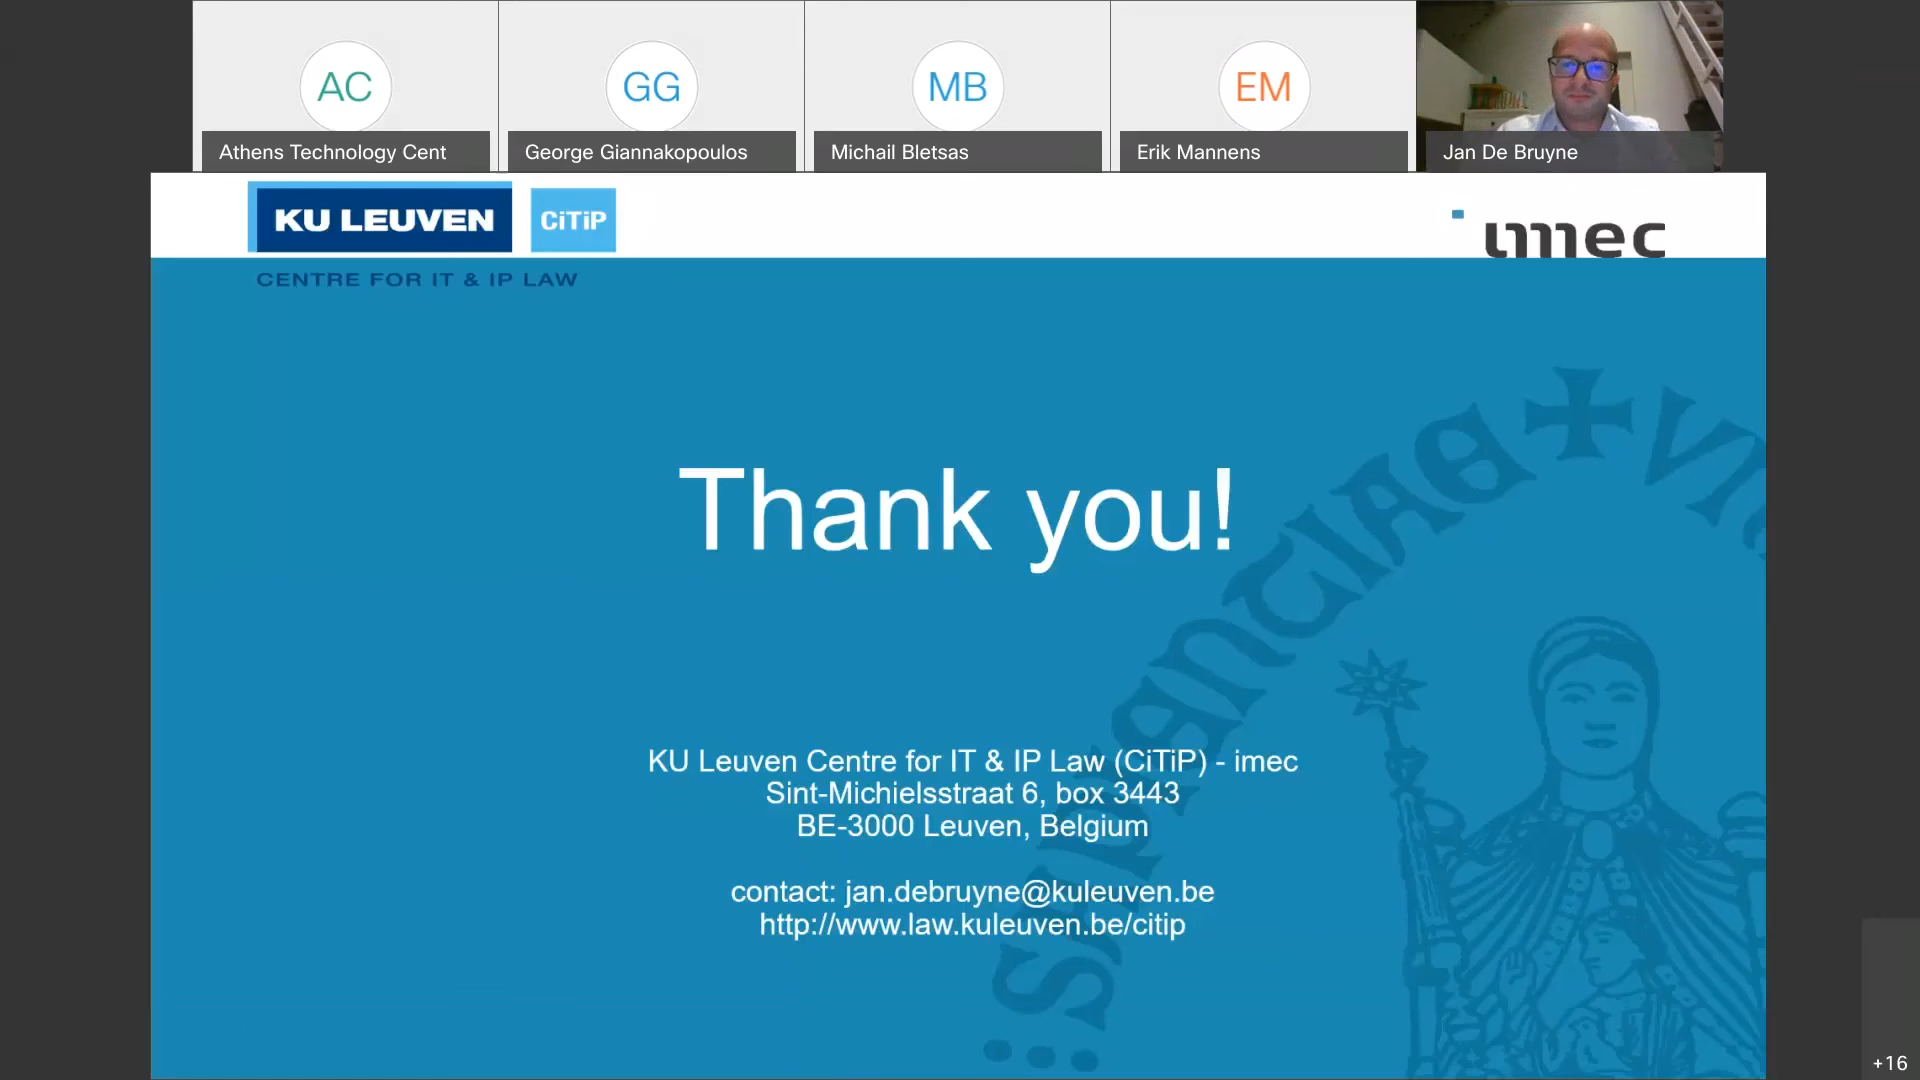 AC
GG
MB
EM
Athens Technology Cent
George Giannakopoulos
Michail Bletsas
Erik Mannens
Jan De Bruyne
KU LEUVEN
CiTiP
imec
CENTRE FOR IT & IP LAW
Thank you!
KU Leuven Centre for IT & IP Law (CiTiP) - imec
Sint-Michielsstraat 6, box 3443
BE-3000 Leuven, Belgium
contact: jan.debruyne@kuleuven.be
http://www.law.kuleuven.be/citip
+16